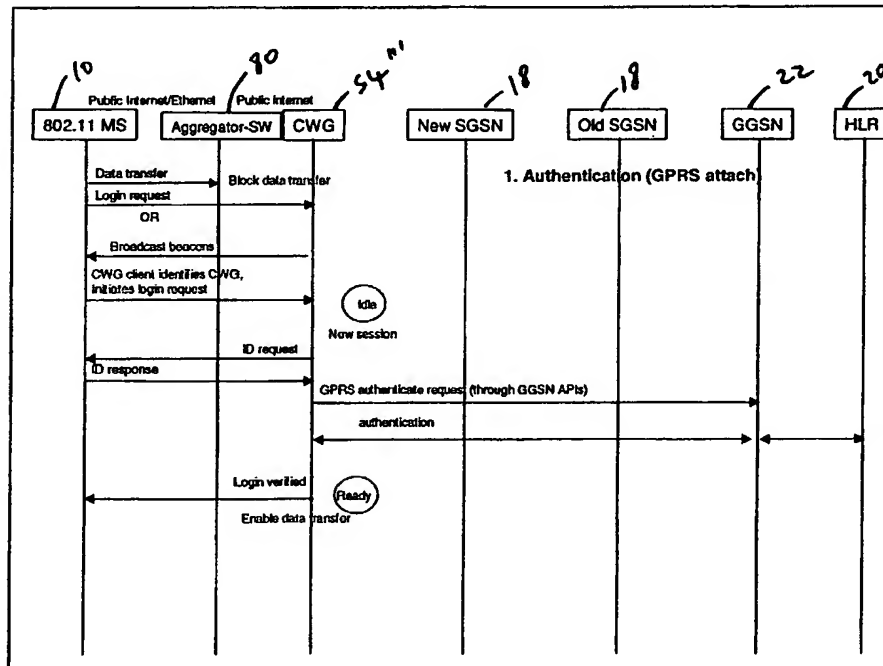 10
80
54'''
18
18
22
Public Internet/Ethernet Public Internet
802.11 MS Aggregator-SW CWG New SGSN Old SGSN GGSN HLR
Data transfer Block data transfer
1. Authentication (GPRS attach)
Login request
OR
Broadcast beacons
CWG client identifies CWG,
initiates login request
Idle
New session
ID request
ID response
GPRS authenticate request (through GGSN APIs)
authentication
Login verified
Ready
Enable data transfer